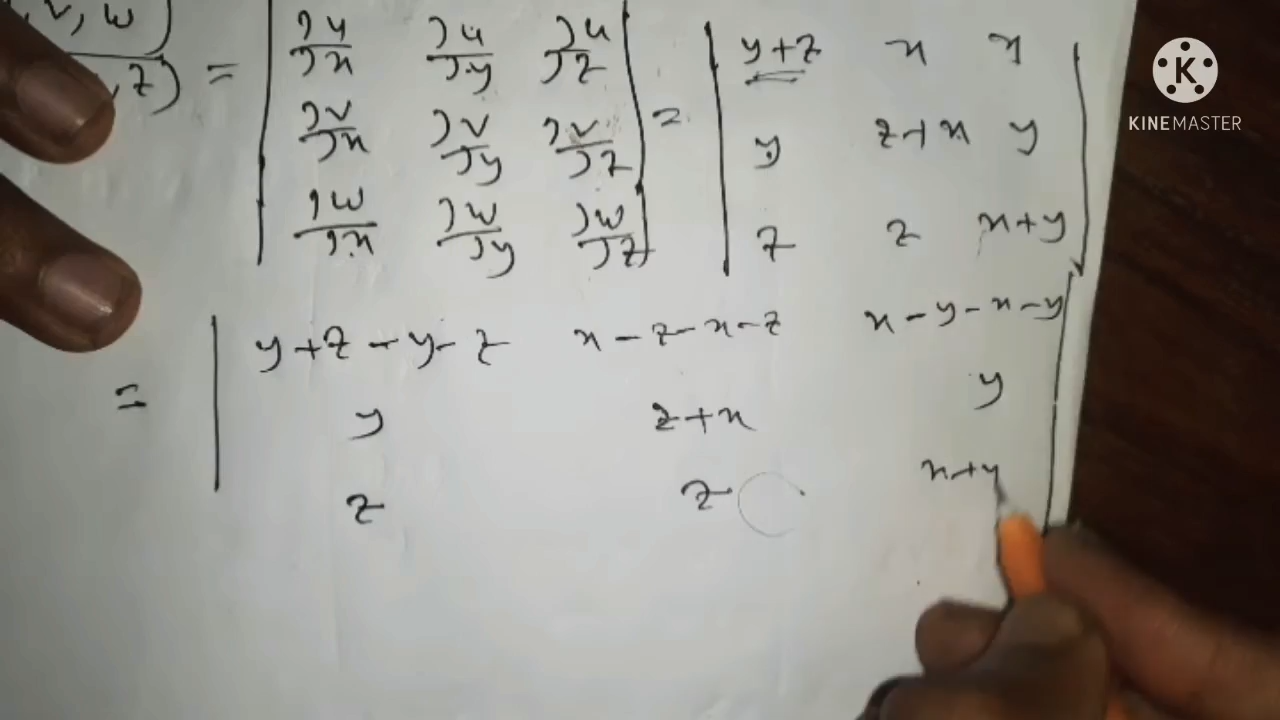 , v, w) = | ∂u/∂x ∂u/∂y ∂u/∂z | = | y+z x x |
, z)
| ∂v/∂x ∂v/∂y ∂v/∂z | y z+x y |
| ∂w/∂x ∂w/∂y ∂w/∂z | z z x+y |
= | y+z-y-z x-z-x-z x-y-x-y |
| y z+x y |
| z z x+y |
KINEMASTER